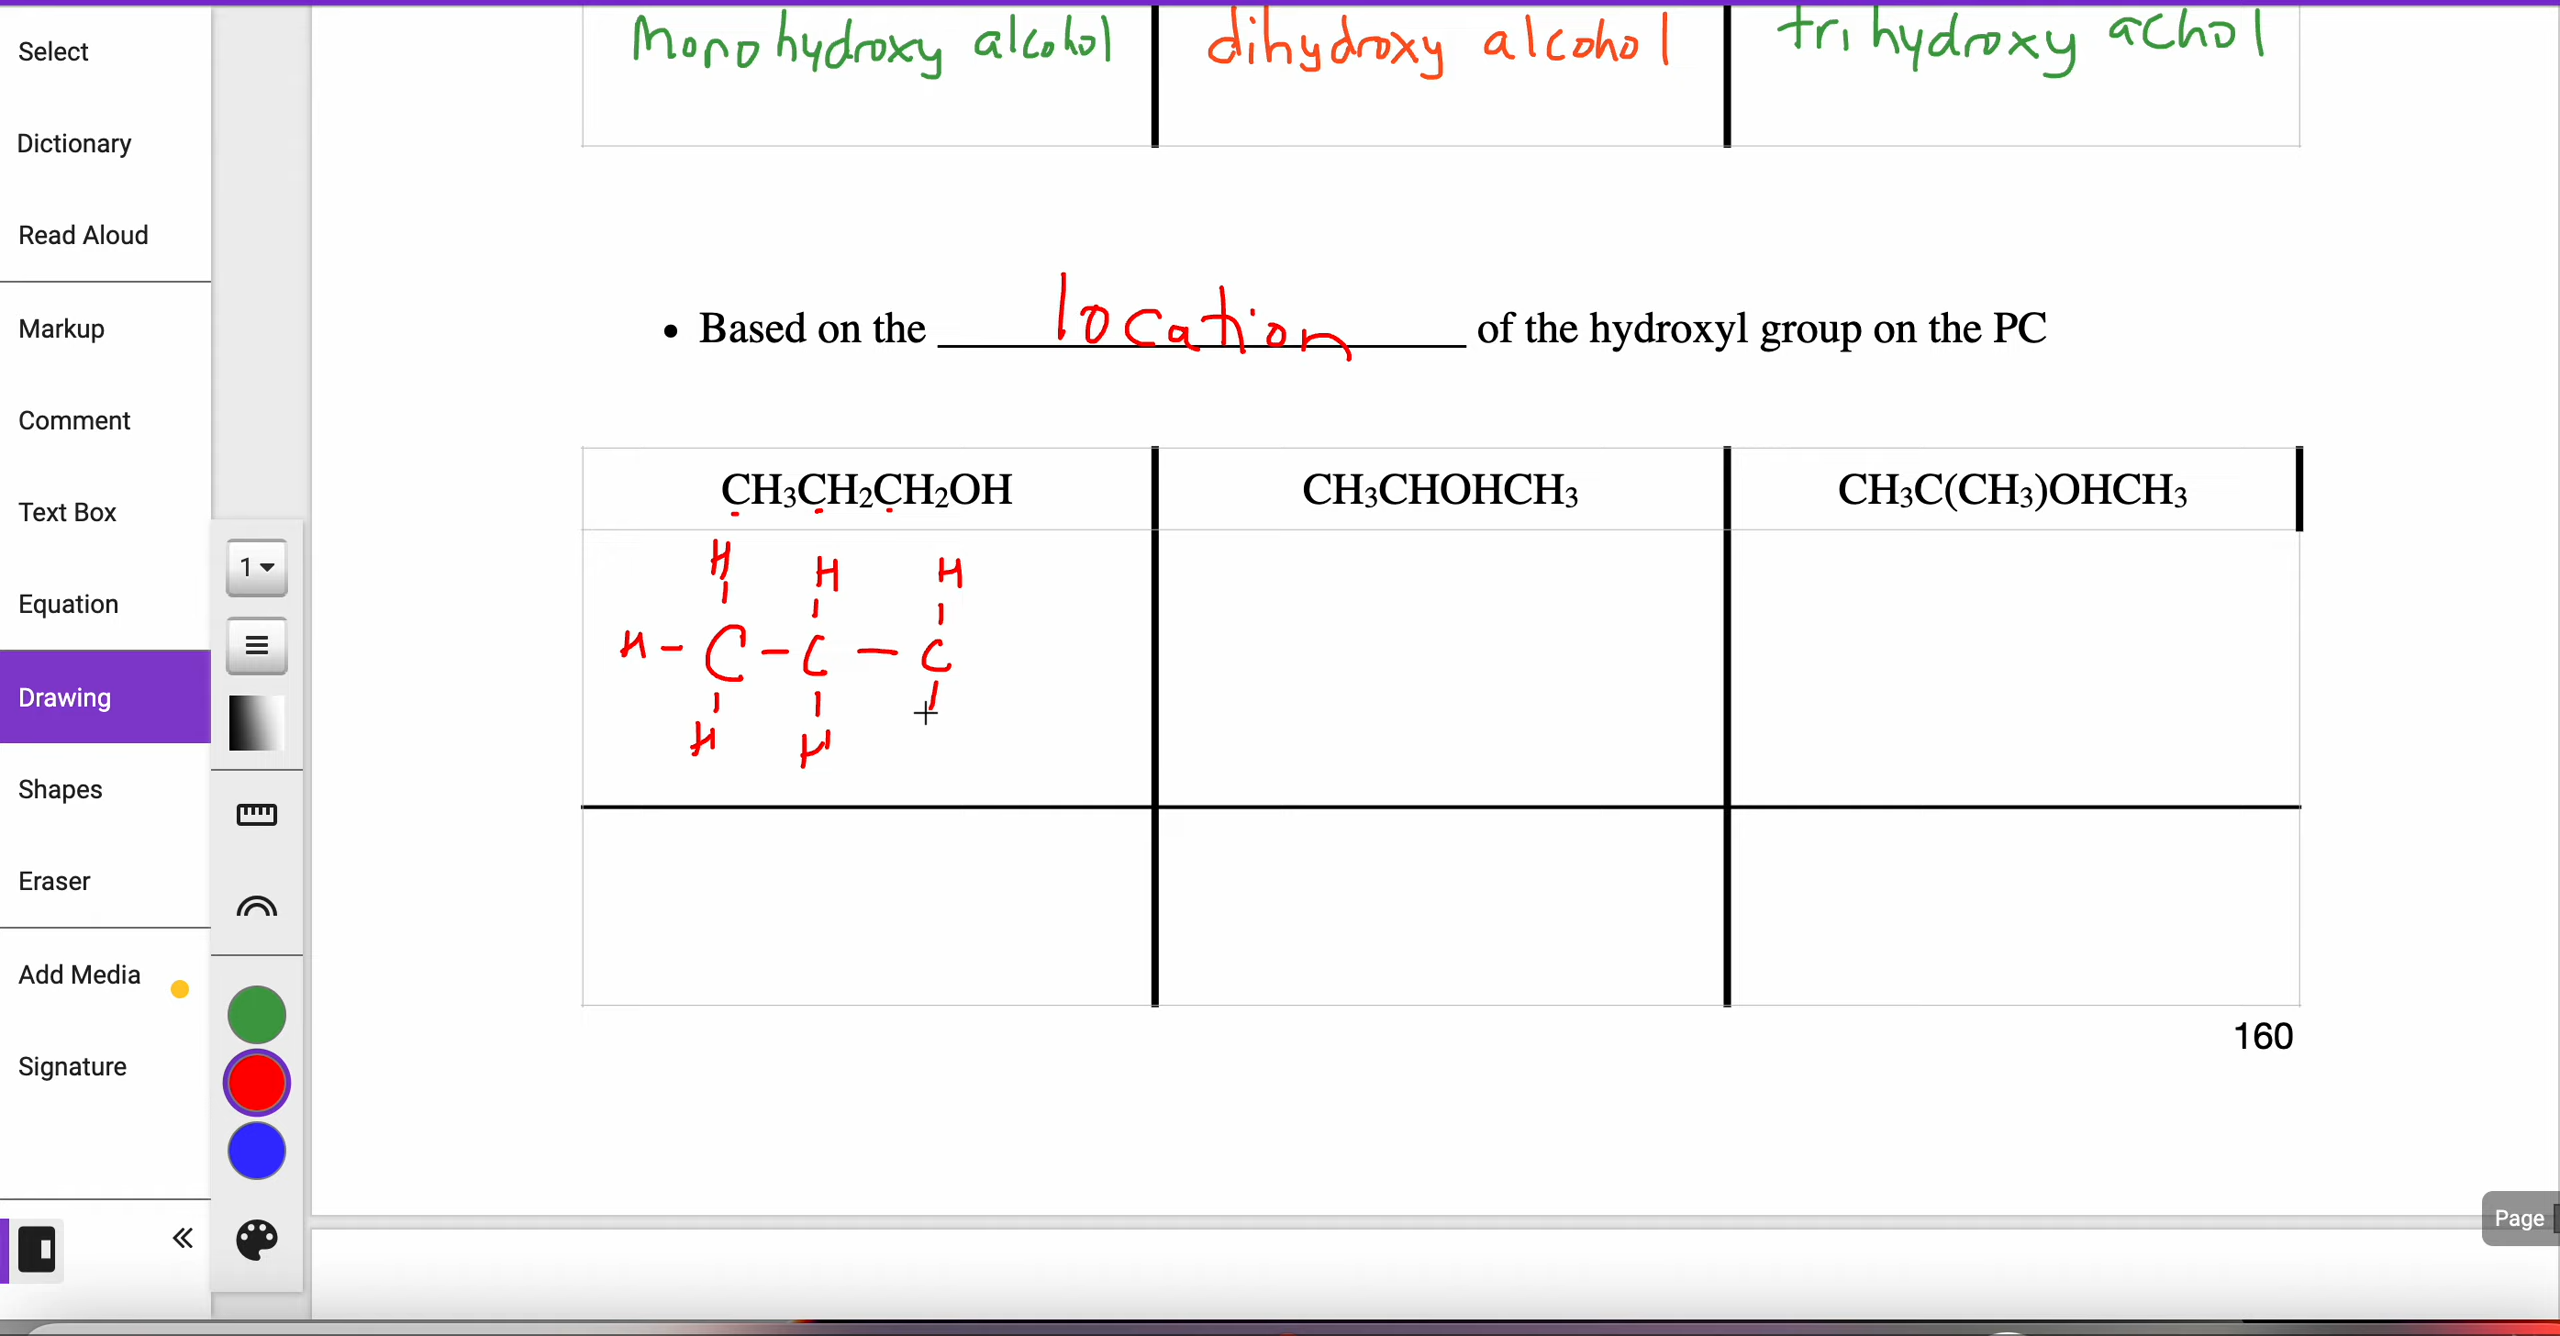 Select
Dictionary
Read Aloud
Markup
Comment
Text Box
Equation
Drawing
Shapes
Eraser
Add Media
Signature
1
Monohydroxy alcohol
dihydroxy alcohol
tri hydroxy achol
• Based on the location of the hydroxyl group on the PC
CH₃CH₂CH₂OH
CH₃CHOHCH₃
CH₃C(CH₃)OHCH₃
H H H
H - C - C - C
H H
160
Page